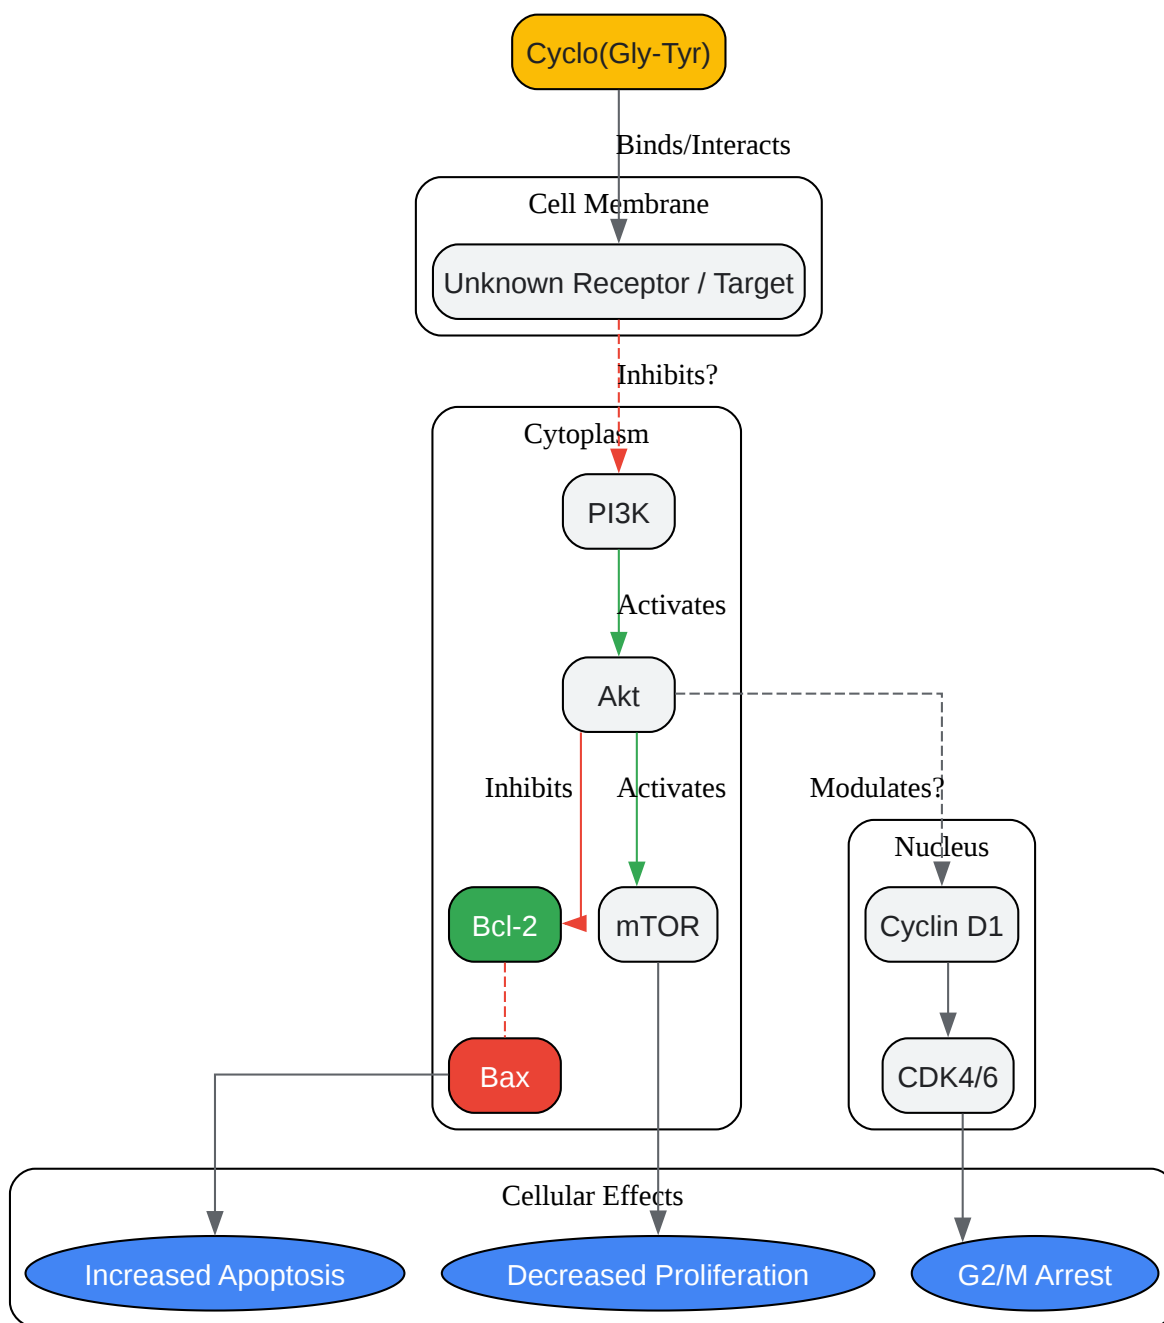 Cyclo(Gly-Tyr)
Binds/Interacts
Cell Membrane
Unknown Receptor / Target
Inhibits?
Cytoplasm
PI3K
Activates
Akt
Inhibits
Activates
Modulates?
Nucleus
Bcl-2
mTOR
Cyclin D1
Bax
CDK4/6
Cellular Effects
Increased Apoptosis
Decreased Proliferation
G2/M Arrest